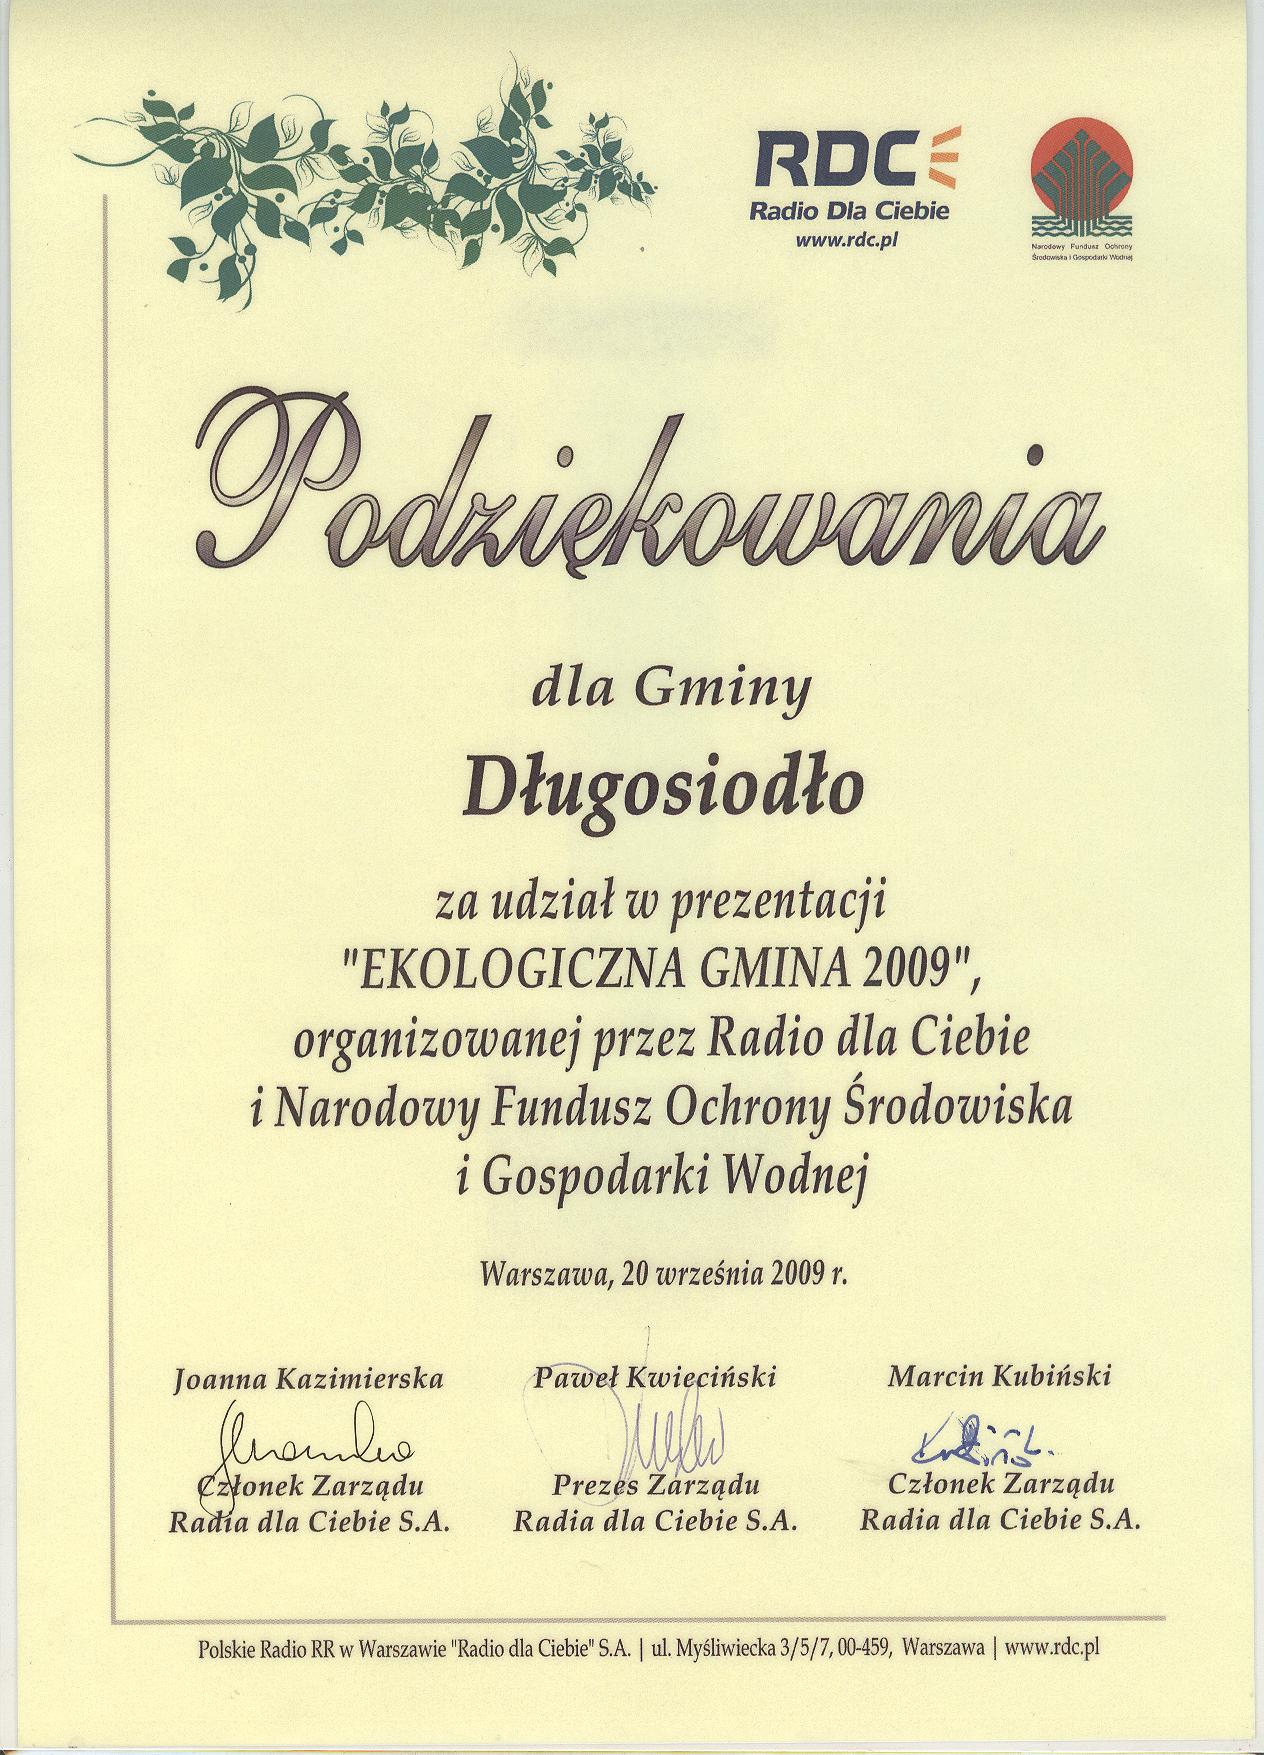 RDC
Radio Dla Ciebie
www.rdc.pl
Narodowy Fundusz Ochrony
Środowiska i Gospodarki Wodnej
Podziękowania
dla Gminy
Długosiodło
za udział w prezentacji
"EKOLOGICZNA GMINA 2009",
organizowanej przez Radio dla Ciebie
i Narodowy Fundusz Ochrony Środowiska
i Gospodarki Wodnej
Warszawa, 20 września 2009 r.
Joanna Kazimierska
Członek Zarządu
Radia dla Ciebie S.A.
Paweł Kwieciński
Prezes Zarządu
Radia dla Ciebie S.A.
Marcin Kubiński
Członek Zarządu
Radia dla Ciebie S.A.
Polskie Radio RR w Warszawie "Radio dla Ciebie" S.A. | ul. Myśliwiecka 3/5/7, 00-459, Warszawa | www.rdc.pl